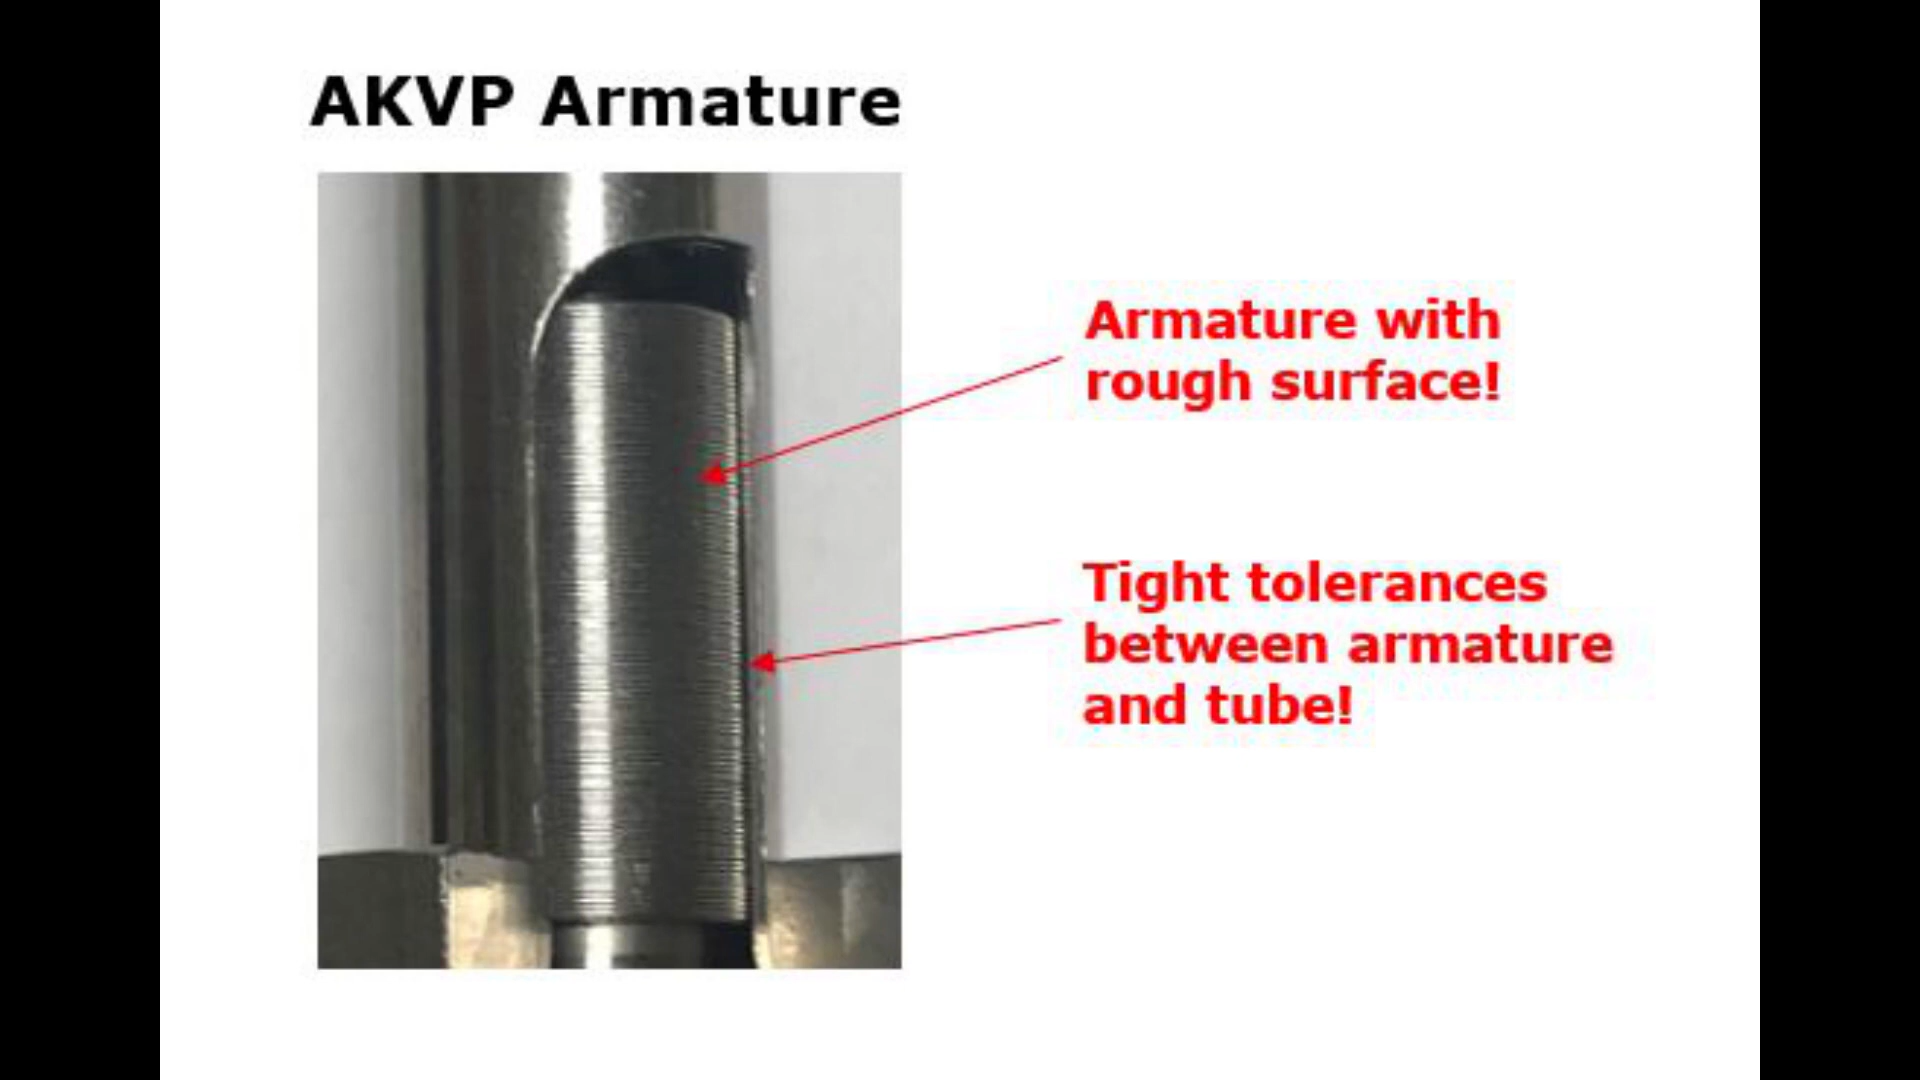 AKVP Armature
Armature with
rough surface!
Tight tolerances
between armature
and tube!